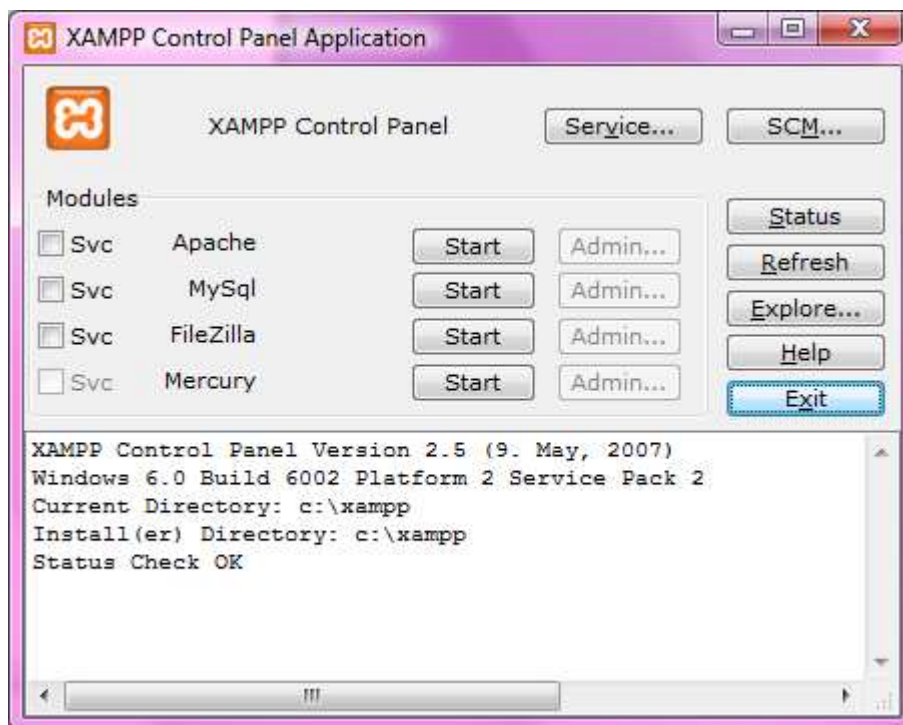 XAMPP Control Panel Application
XAMPP Control Panel
Service...
SCM...
Modules
Svc Apache Start Admin...
Svc MySql Start Admin...
Svc FileZilla Start Admin...
Svc Mercury Start Admin...
Status
Refresh
Explore...
Help
Exit
XAMPP Control Panel Version 2.5 (9. May, 2007)
Windows 6.0 Build 6002 Platform 2 Service Pack 2
Current Directory: c:\xampp
Install(er) Directory: c:\xampp
Status Check OK